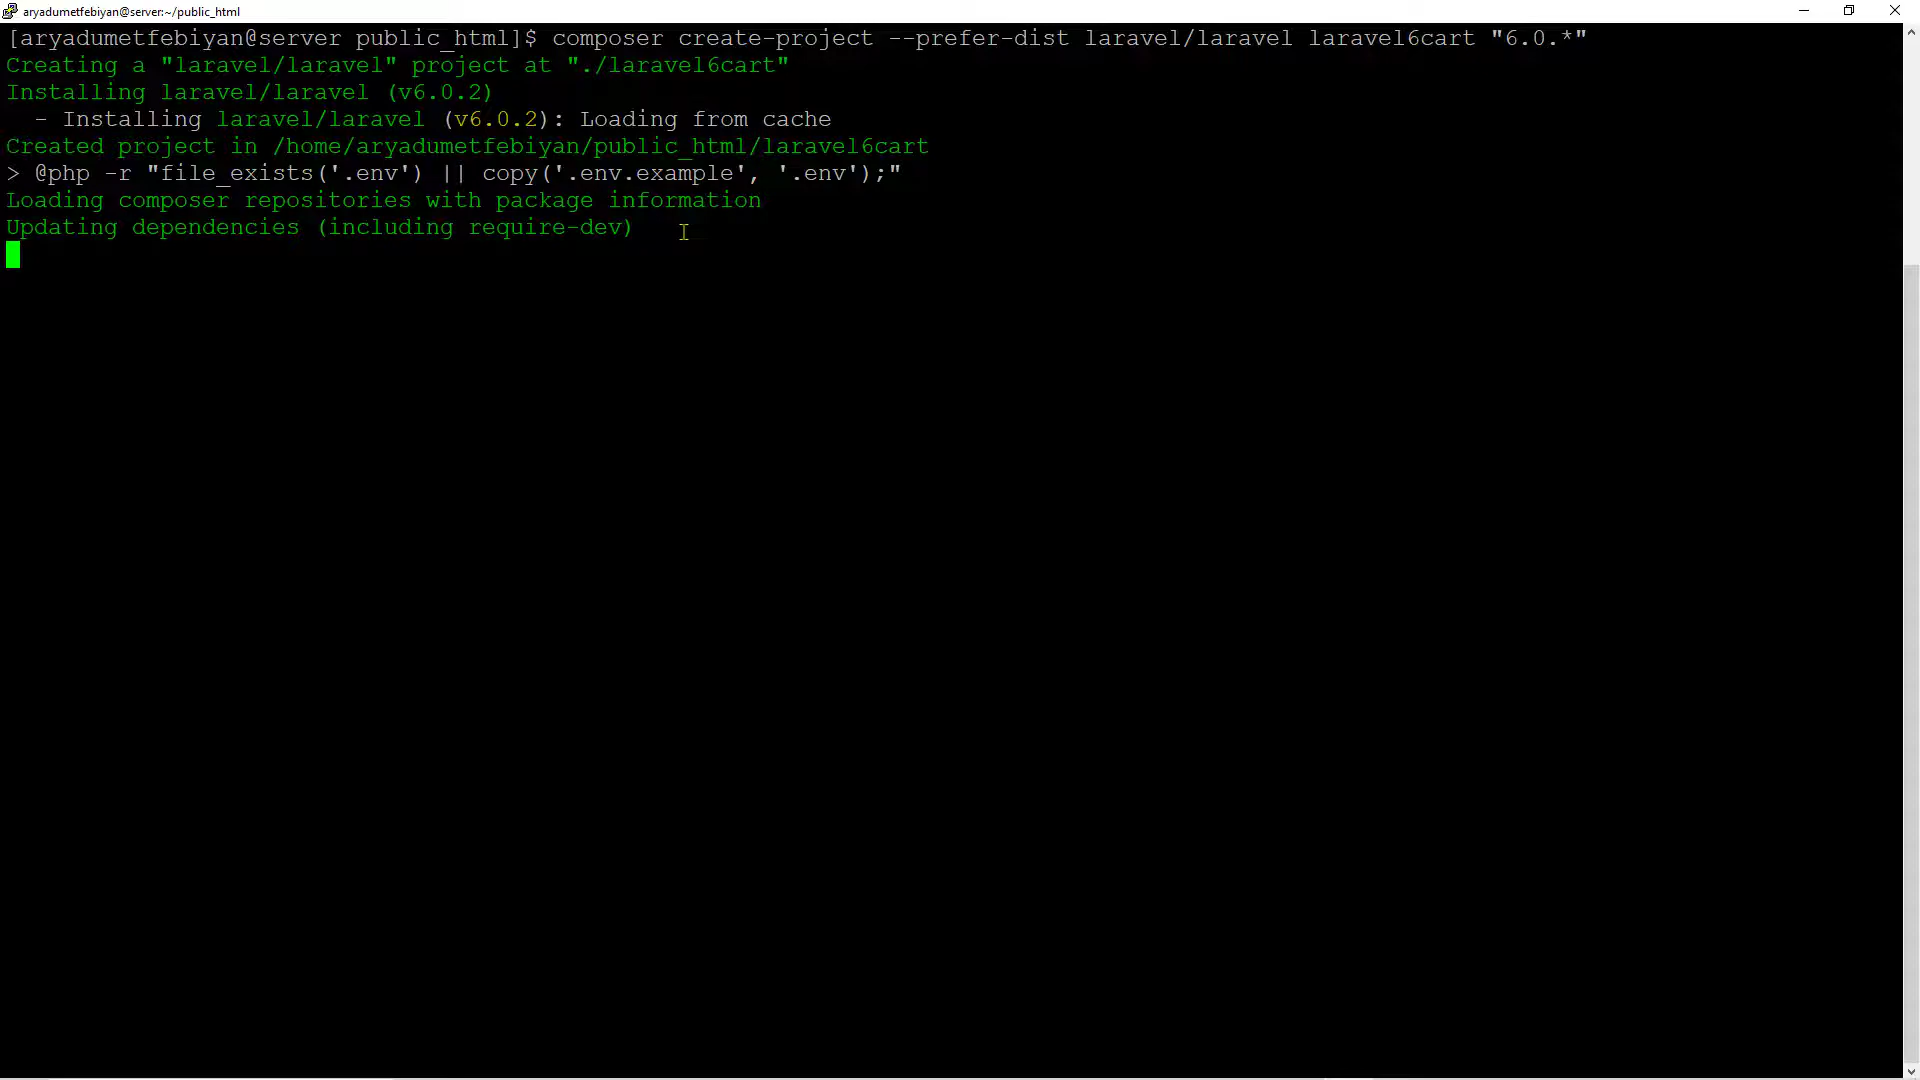 aryadumetfebiyan@server:~/public_html
[aryadumetfebiyan@server public_html]$ composer create-project --prefer-dist laravel/laravel laravel6cart "6.0.*"
Creating a "laravel/laravel" project at "./laravel6cart"
Installing laravel/laravel (v6.0.2)
  - Installing laravel/laravel (v6.0.2): Loading from cache
Created project in /home/aryadumetfebiyan/public_html/laravel6cart
> @php -r "file_exists('.env') || copy('.env.example', '.env');"
Loading composer repositories with package information
Updating dependencies (including require-dev)